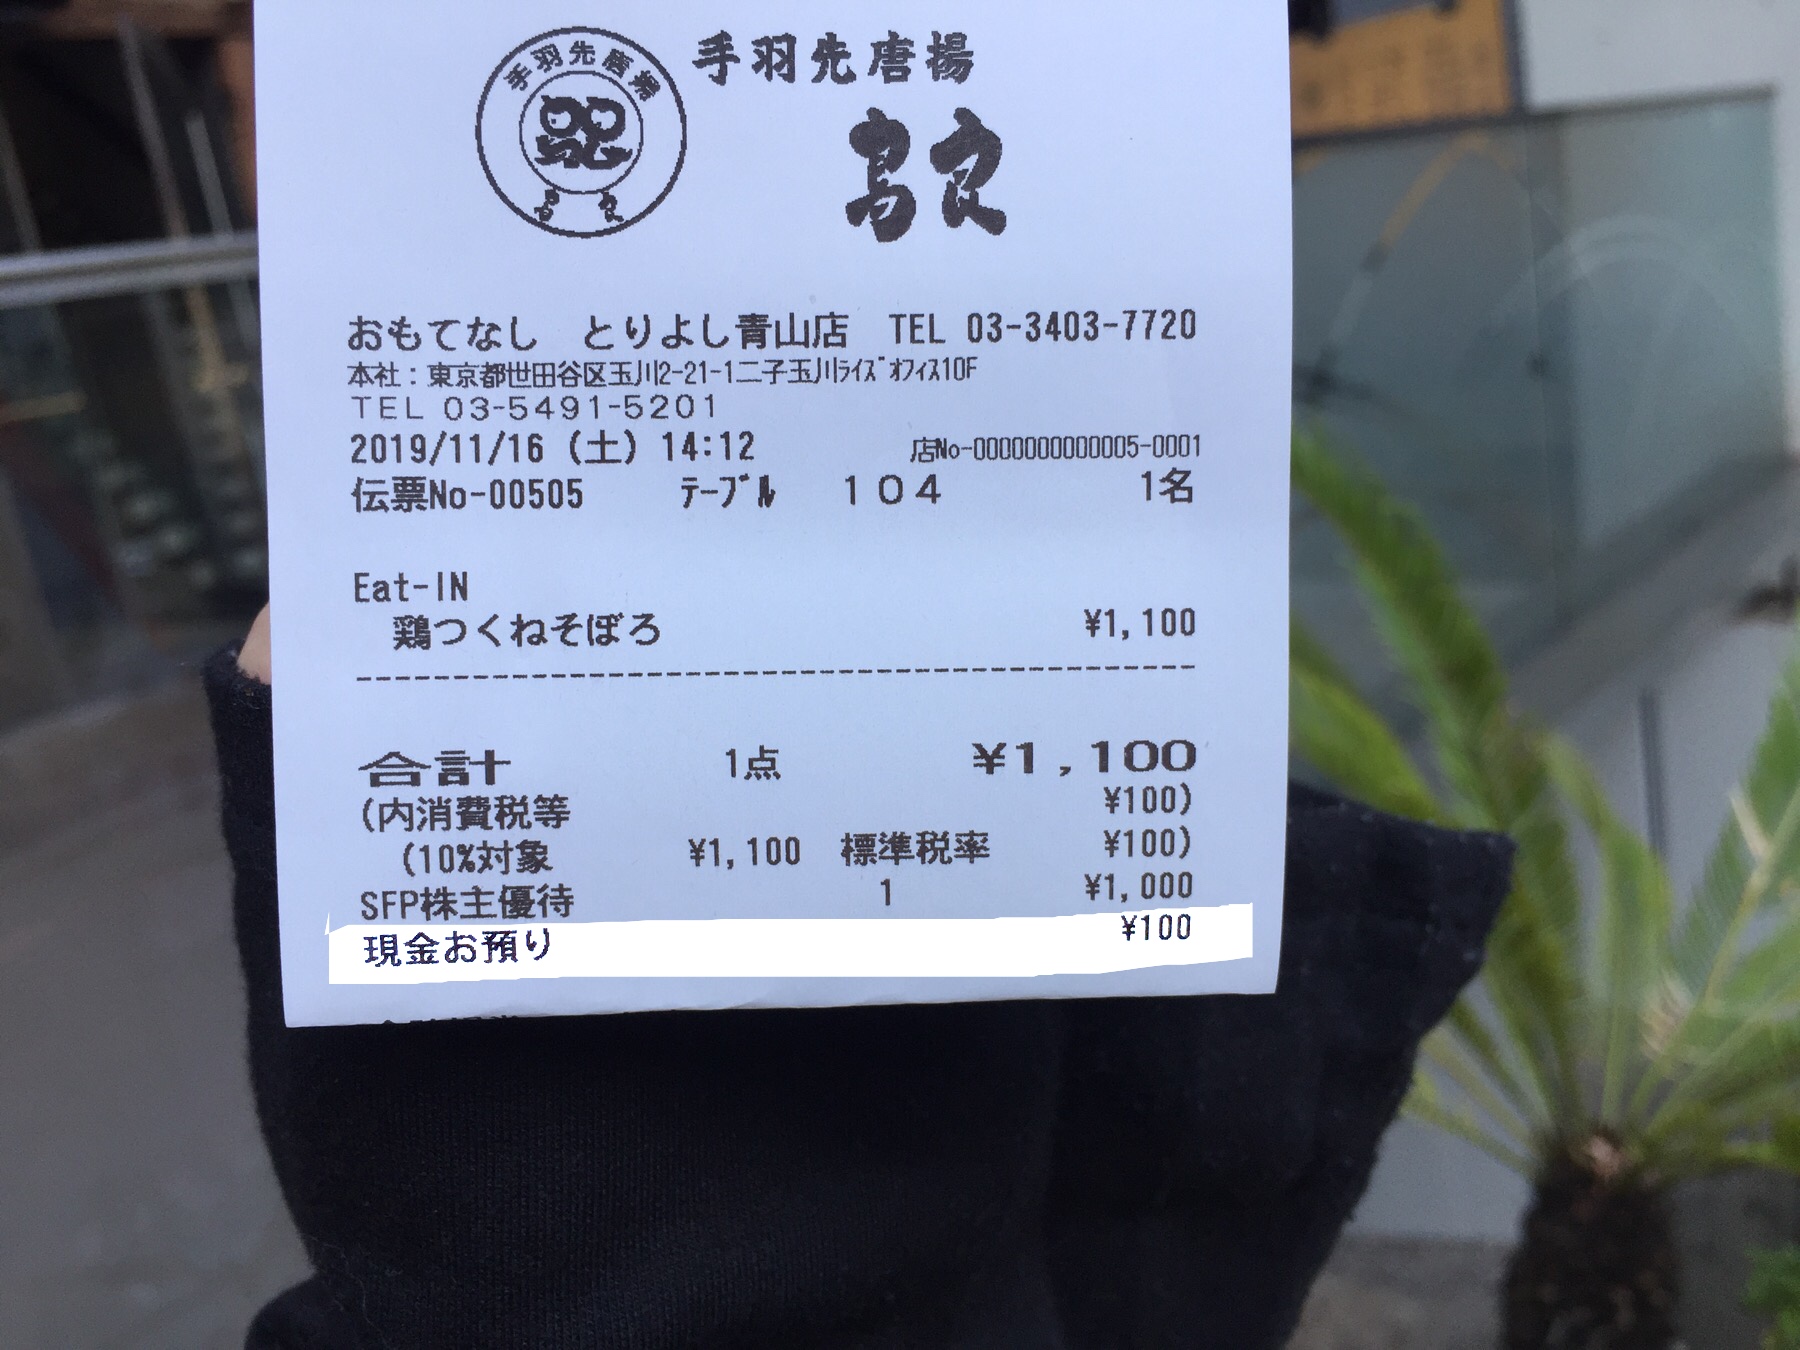 手羽先唐揚
手羽先唐揚
鳥良
鳥良
おもてなし とりよし青山店 TEL 03-3403-7720
本社：東京都世田谷区玉川2-21-1二子玉川ﾗｲｽﾞｵﾌｨｽ10F
TEL 03-5491-5201
2019/11/16 (土) 14:12 店No-0000000000005-0001
伝票No-00505 ﾃｰﾌﾞﾙ 104 1名
Eat-IN
鶏つくねそぼろ ¥1,100
合計 1点 ¥1,100
(内消費税等 ¥100)
(10%対象 ¥1,100 標準税率 ¥100)
SFP株主優待 1 ¥1,000
現金お預り ¥100